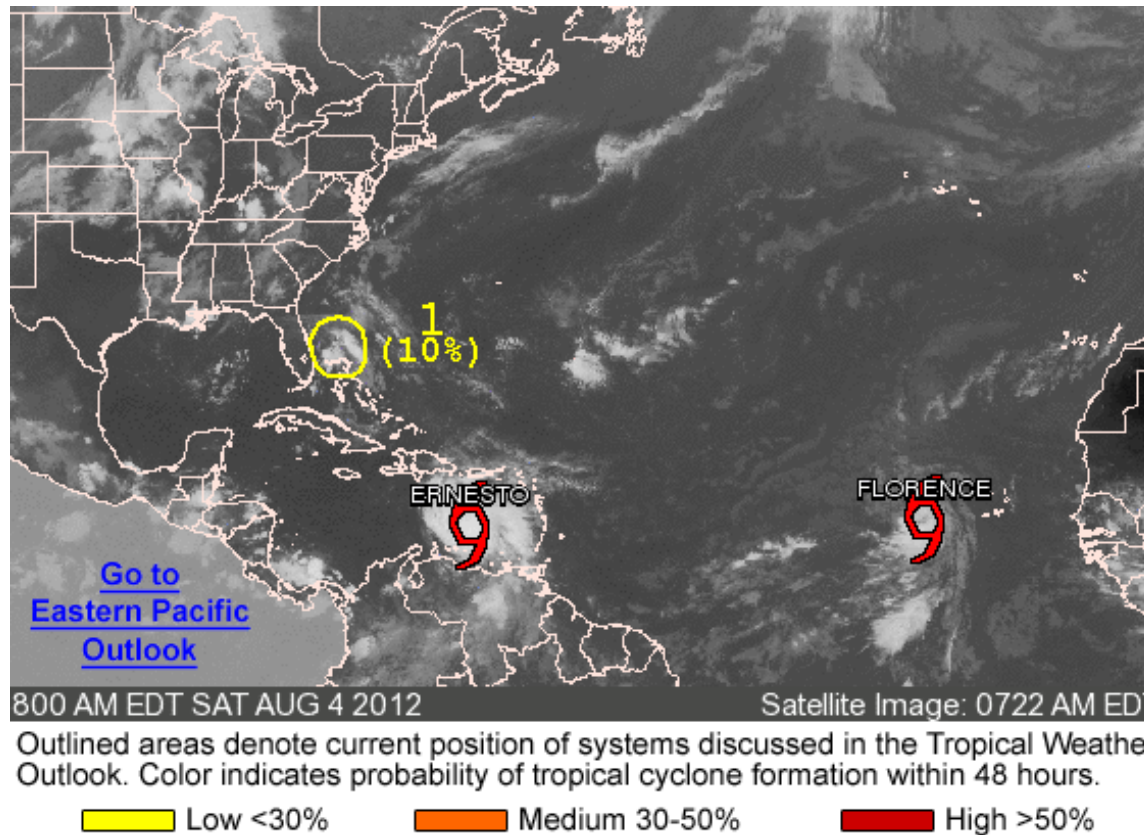 1
(10%)
ERNESTO
FLORENCE
Go to
Eastern Pacific
Outlook
800 AM EDT SAT AUG 4 2012
Satellite Image: 0722 AM ED
Outlined areas denote current position of systems discussed in the Tropical Weathe
Outlook. Color indicates probability of tropical cyclone formation within 48 hours.
Low <30%
Medium 30-50%
High >50%